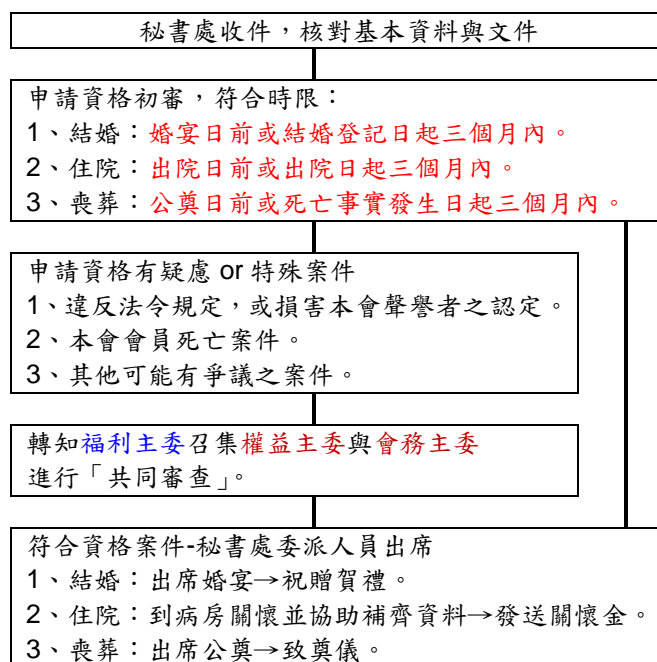 秘書處收件，核對基本資料與文件
申請資格初審，符合時限：
1、結婚：婚宴日前或結婚登記日起三個月內。
2、住院：出院日前或出院日起三個月內。
3、喪葬：公奠日前或死亡事實發生日起三個月內。
申請資格有疑慮 or 特殊案件
1、違反法令規定，或損害本會聲譽者之認定。
2、本會會員死亡案件。
3、其他可能有爭議之案件。
轉知福利主委召集權益主委與會務主委
進行「共同審查」。
符合資格案件-秘書處委派人員出席
1、結婚：出席婚宴→祝贈賀禮。
2、住院：到病房關懷並協助補齊資料→發送關懷金。
3、喪葬：出席公奠→致奠儀。